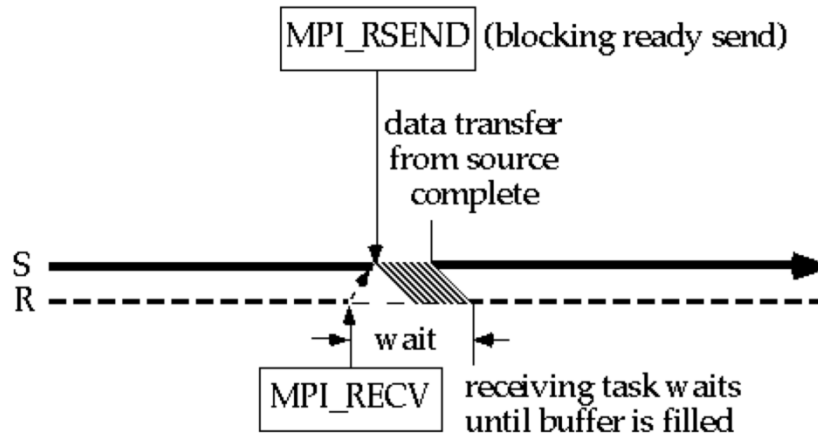 MPI_RSEND (blocking ready send)
data transfer
from source
complete
S
R
wait
MPI_RECV
receiving task waits
until buffer is filled